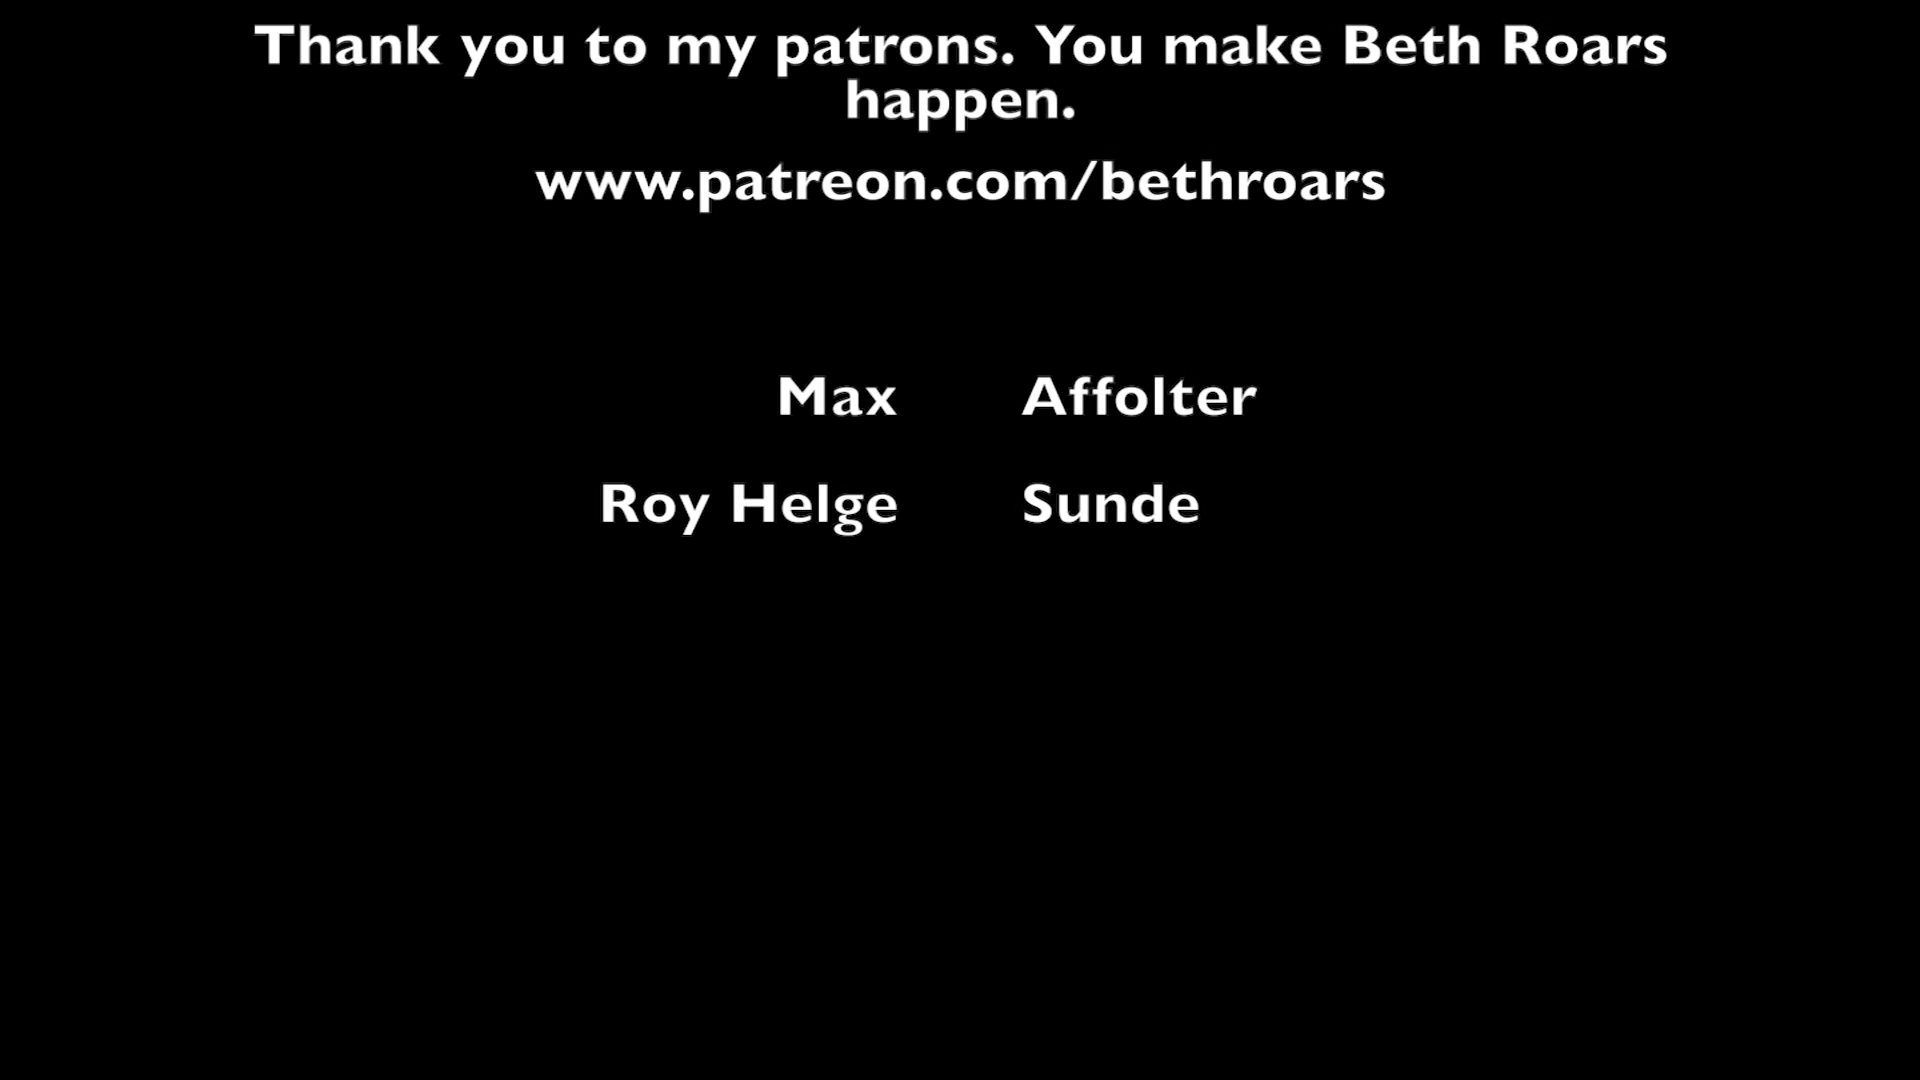 Thank you to my patrons. You make Beth Roars
happen.
www.patreon.com/bethroars
Max Affolter
Roy Helge Sunde